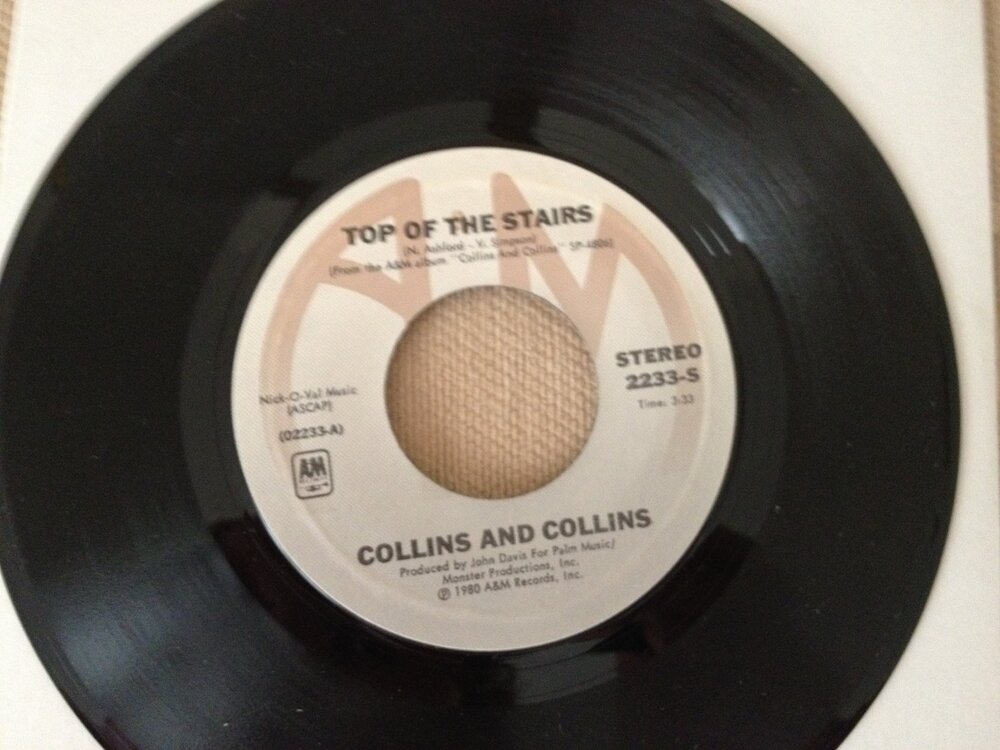 A&M
TOP OF THE STAIRS
(N. Ashford - V. Simpson)
(From the A&M album "Collins And Collins" SP-4806)
STEREO
2233-S
Time: 3:33
Nick-O-Val Music
(ASCAP)
(02233-A)
A&M
COLLINS AND COLLINS
Produced by John Davis For Palm Music/
Monster Productions, Inc.
℗ 1980 A&M Records, Inc.